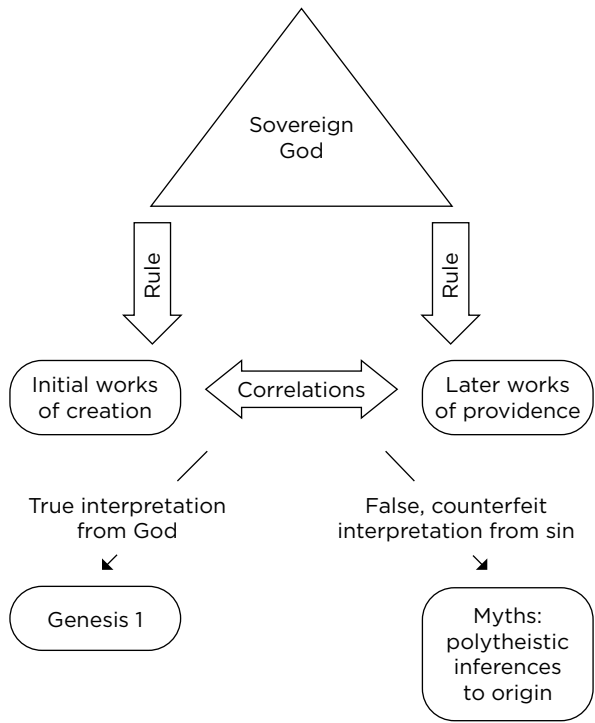 Sovereign
God
Rule
Rule
Initial works
of creation
Correlations
Later works
of providence
True interpretation
from God
False, counterfeit
interpretation from sin
Genesis 1
Myths:
polytheistic
inferences
to origin